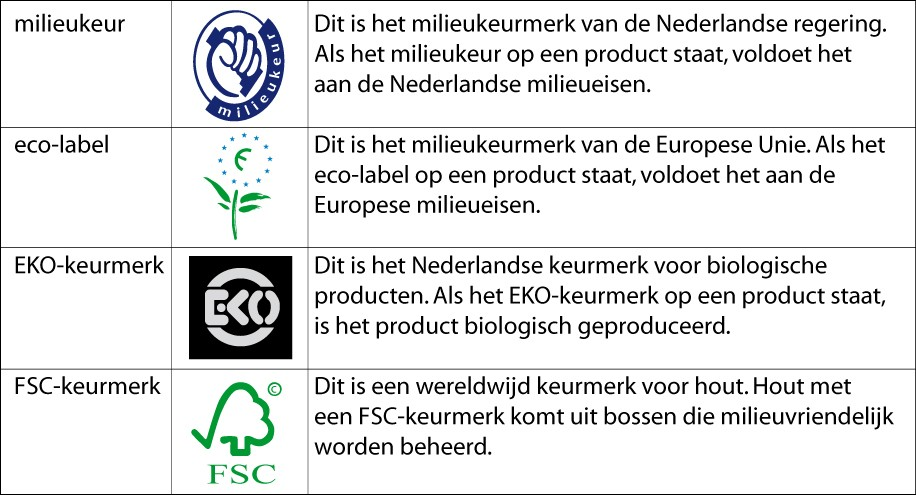 milieukeur
milieukeur
Dit is het milieukeurmerk van de Nederlandse regering.
Als het milieukeur op een product staat, voldoet het
aan de Nederlandse milieueisen.
eco-label
Dit is het milieukeurmerk van de Europese Unie. Als het
eco-label op een product staat, voldoet het aan de
Europese milieueisen.
EKO-keurmerk
EKO
Dit is het Nederlandse keurmerk voor biologische
producten. Als het EKO-keurmerk op een product staat,
is het product biologisch geproduceerd.
FSC-keurmerk
©
FSC
Dit is een wereldwijd keurmerk voor hout. Hout met
een FSC-keurmerk komt uit bossen die milieuvriendelijk
worden beheerd.